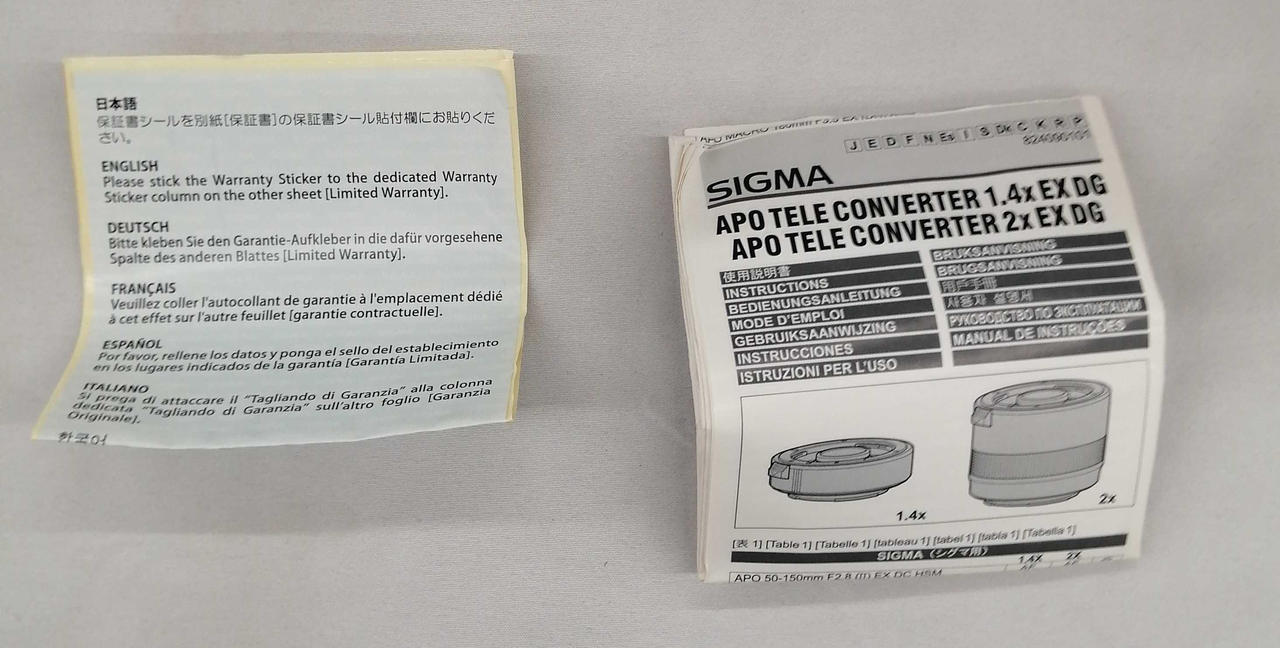 日本語
保証書シールを別紙[保証書]の保証書シール貼付欄にお貼りくだ
さい。
ENGLISH
Please stick the Warranty Sticker to the dedicated Warranty
Sticker column on the other sheet [Limited Warranty].
DEUTSCH
Bitte kleben Sie den Garantie-Aufkleber in die dafür vorgesehene
Spalte des anderen Blattes [Limited Warranty].
FRANÇAIS
Veuillez coller l'autocollant de garantie à l'emplacement dédié
à cet effet sur l'autre feuillet [garantie contractuelle].
ESPAÑOL
Por favor, rellene los datos y ponga el sello del establecimiento
en los lugares indicados de la garantía [Garantía Limitada].
ITALIANO
Si prega di attaccare il "Tagliando di Garanzia" alla colonna
dedicata "Tagliando di Garanzia" sull'altro foglio [Garanzia
Originale].
한국어
APO MACRO 180mm F3.5 EX
J E D F N Es I S Dk C K R P
SIGMA
APO TELE CONVERTER 1.4x EX DG
APO TELE CONVERTER 2x EX DG
使用説明書
INSTRUCTIONS
BEDIENUNGSANLEITUNG
MODE D'EMPLOI
GEBRUIKSAANWIJZING
INSTRUCCIONES
ISTRUZIONI PER L'USO
BRUKSANVISNING
BRUGSANVISNING
用戶手冊
사용자 설명서
РУКОВОДСТВО ПО ЭКСПЛУАТАЦИИ
MANUAL DE INSTRUÇÕES
1.4x
2x
[表 1] [Table 1] [Tabelle 1] [tableau 1] [tabel 1] [tabla 1] [Tabella 1]
SIGMA (シグマ用)
1.4X 2X
APO 50-150mm F2.8 (II) EX DC HSM
AF AF